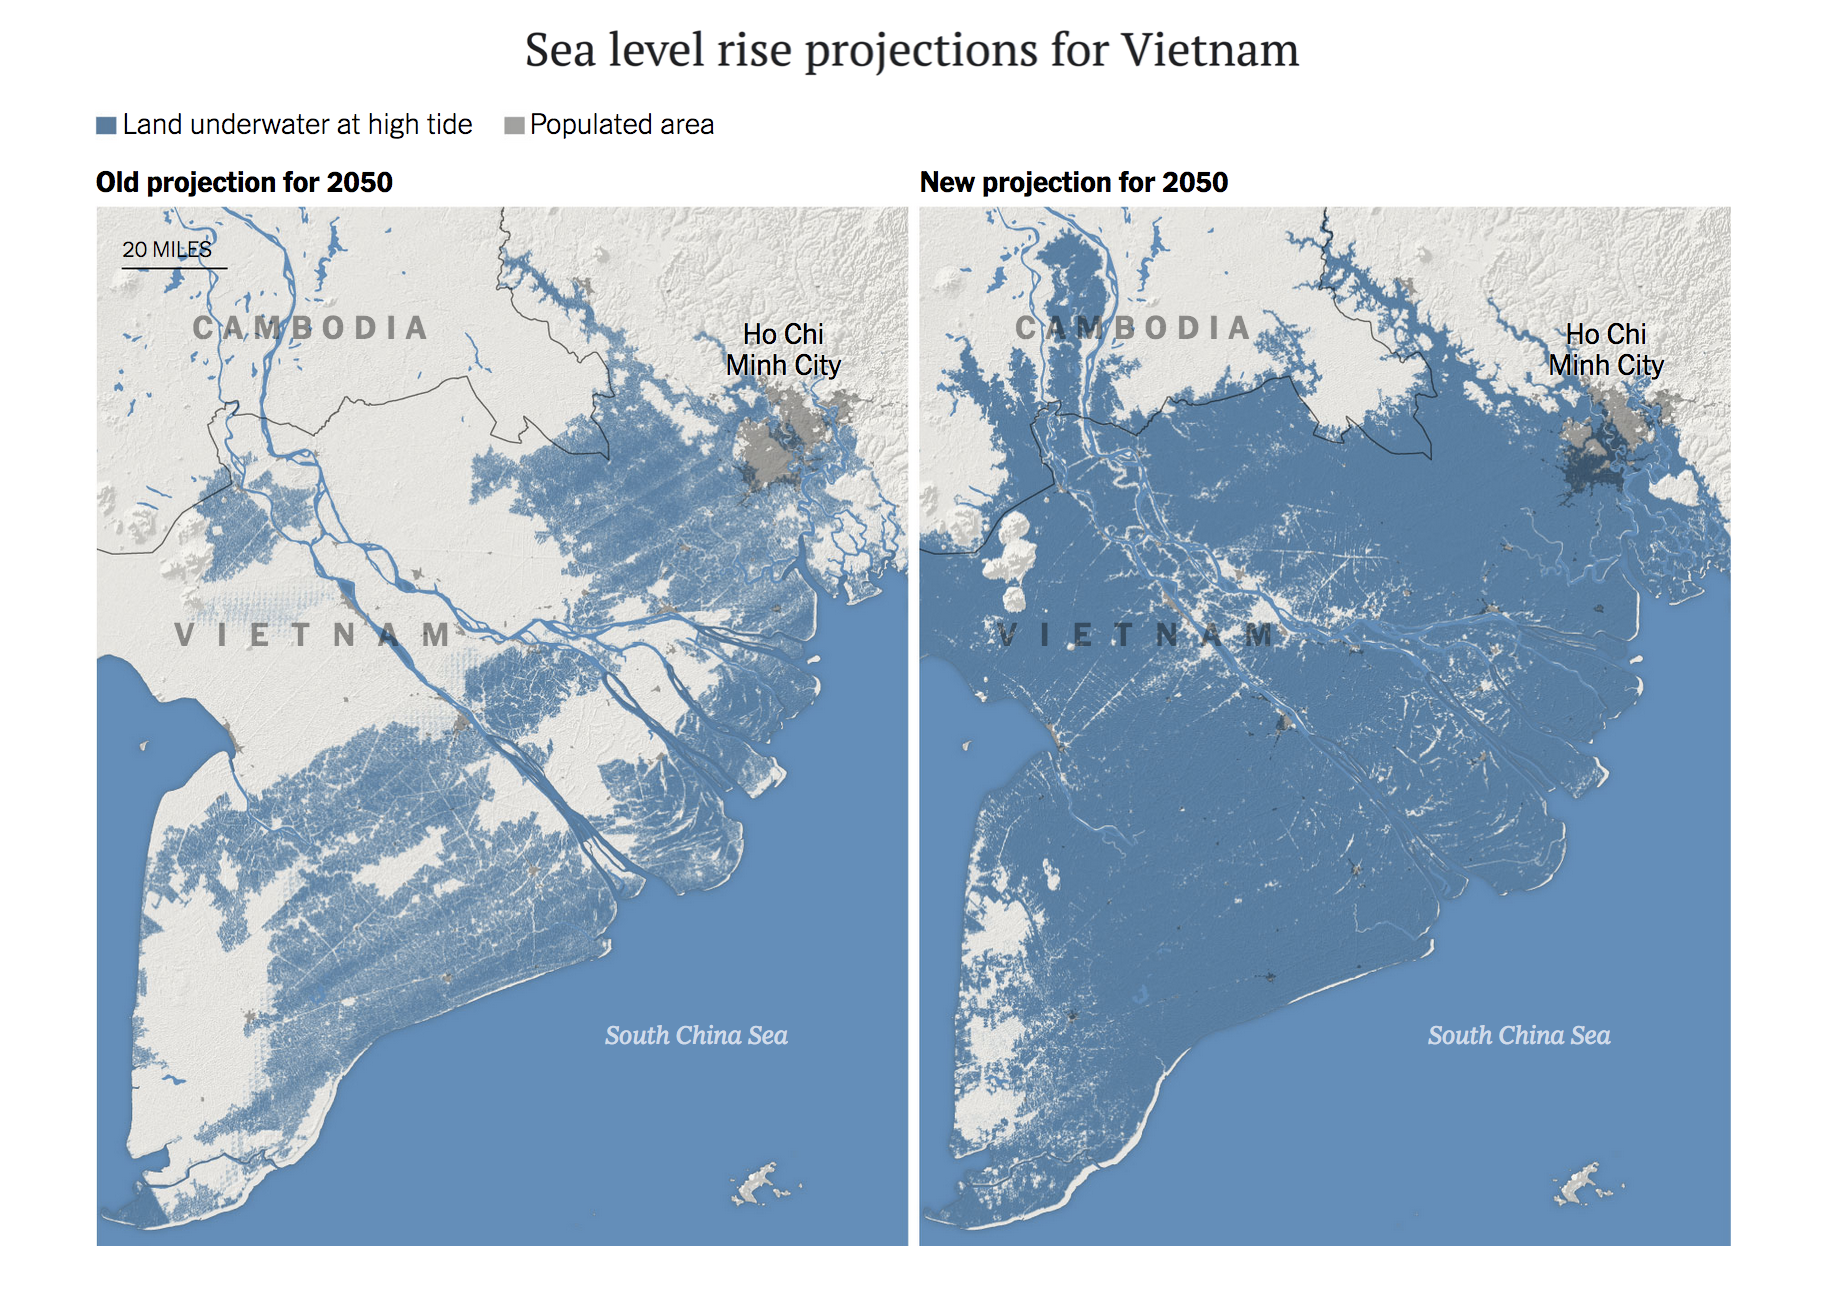 Sea level rise projections for Vietnam
Land underwater at high tide Populated area
Old projection for 2050
20 MILES
CAMBODIA
Ho Chi
Minh City
VIETNAM
South China Sea
New projection for 2050
CAMBODIA
Ho Chi
Minh City
VIETNAM
South China Sea